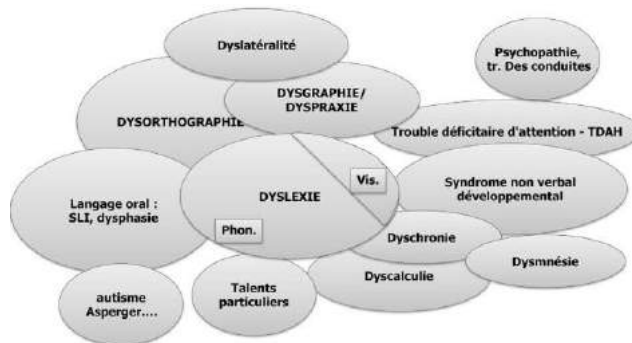 Dyslatéralité
Psychopathie,
tr. Des conduites
DYSGRAPHIE/
DYSPRAXIE
DYSORTHOGRAPHIE
Trouble déficitaire d'attention - TDAH
Vis.
DYSLEXIE
Syndrome non verbal
développemental
Langage oral :
SLI, dysphasie
Phon.
Dyschronie
Dysmnésie
Dyscalculie
Talents
particuliers
autisme
Asperger....